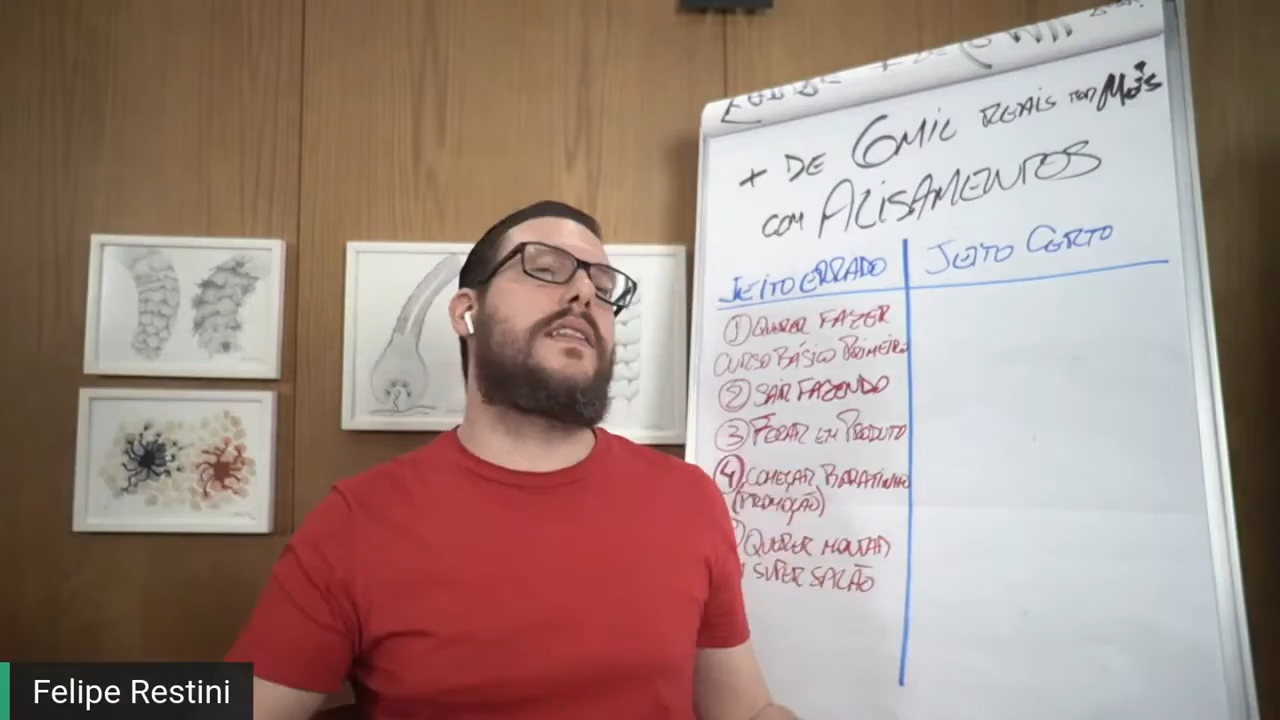 + DE 6MIL REAIS POR MÊS
COM ALISAMENTOS
JEITO ERRADO
JEITO CERTO
① QUERER FAZER
CURSO BÁSICO PRIMEIRO
② SAIR FAZENDO
③ FOCAR EM PRODUTO
④ COMEÇAR BARATINHO
(PROMOÇÃO)
QUERER MONTAR
SUPER SALÃO
Felipe Restini